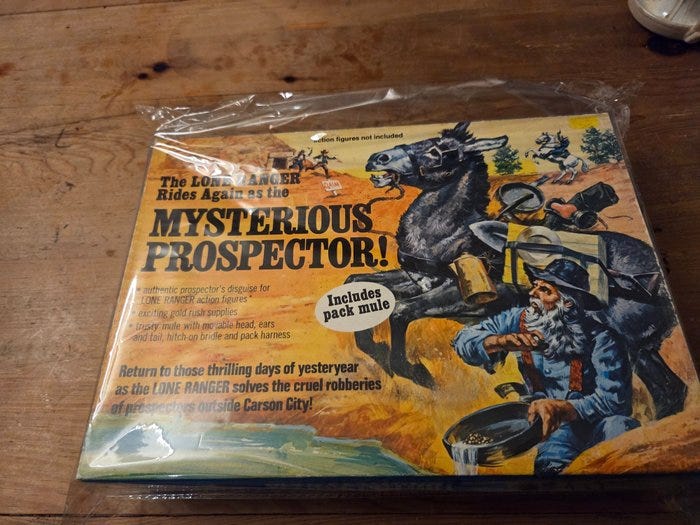 action figures not included
The LONE RANGER
Rides Again as the
MYSTERIOUS
PROSPECTOR!
• authentic prospector's disguise for
LONE RANGER action figures*
• exciting gold rush supplies
• trusty mule with movable head, ears
and tail, hitch-on bridle and pack harness
Includes
pack mule
Return to those thrilling days of yesteryear
as the LONE RANGER solves the cruel robberies
of prospectors outside Carson City!